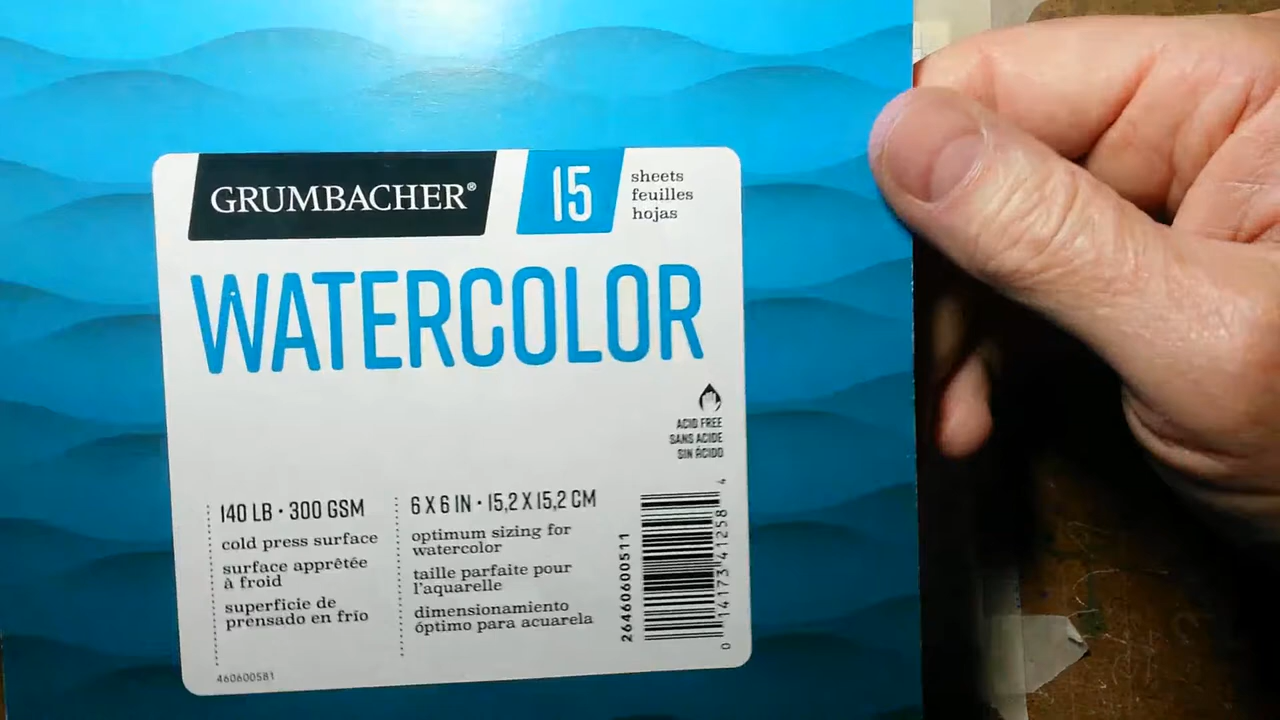 GRUMBACHER®
15
sheets
feuilles
hojas
WATERCOLOR
ACID FREE
SANS ACIDE
SIN ÁCIDO
140 LB • 300 GSM
cold press surface
surface apprêtée
à froid
superficie de
prensado en frío
6 X 6 IN • 15,2 X 15,2 CM
optimum sizing for
watercolor
taille parfaite pour
l'aquarelle
dimensionamiento
óptimo para acuarela
26460600511
0 14173 41258 4
460600581